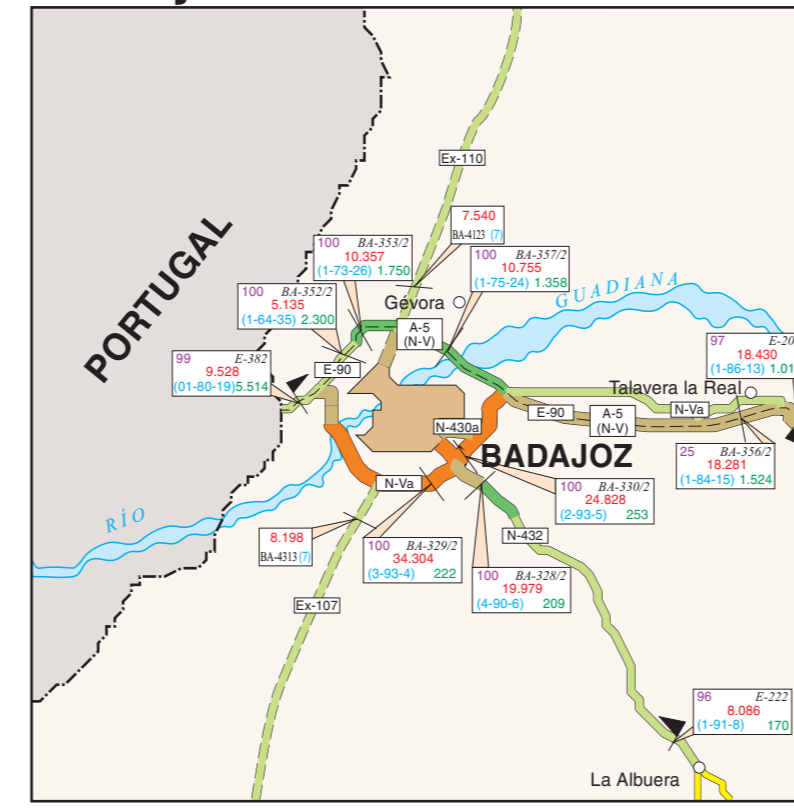 Ex-110
7.540
BA-4123 (7)
100 BA-353/2
10.357
(1-73-26) 1.750
100 BA-357/2
10.755
(1-75-24) 1.358
PORTUGAL
100 BA-352/2
5.135
(1-64-35) 2.300
Gévora
GUADIANA
A-5
(N-V)
99 E-382
9.528
(01-80-19) 5.514
E-90
97 E-20
18.430
(1-86-13) 1.01
Talavera la Real
E-90
A-5
(N-V)
N-Va
N-430a
BADAJOZ
25 BA-356/2
18.281
(1-84-15) 1.524
N-Va
100 BA-330/2
24.828
(2-93-5) 253
RÍO
8.198
BA-4313 (7)
100 BA-329/2
34.304
(3-93-4) 222
N-432
100 BA-328/2
19.979
(4-90-6) 209
Ex-107
96 E-222
8.086
(1-91-8) 170
La Albuera